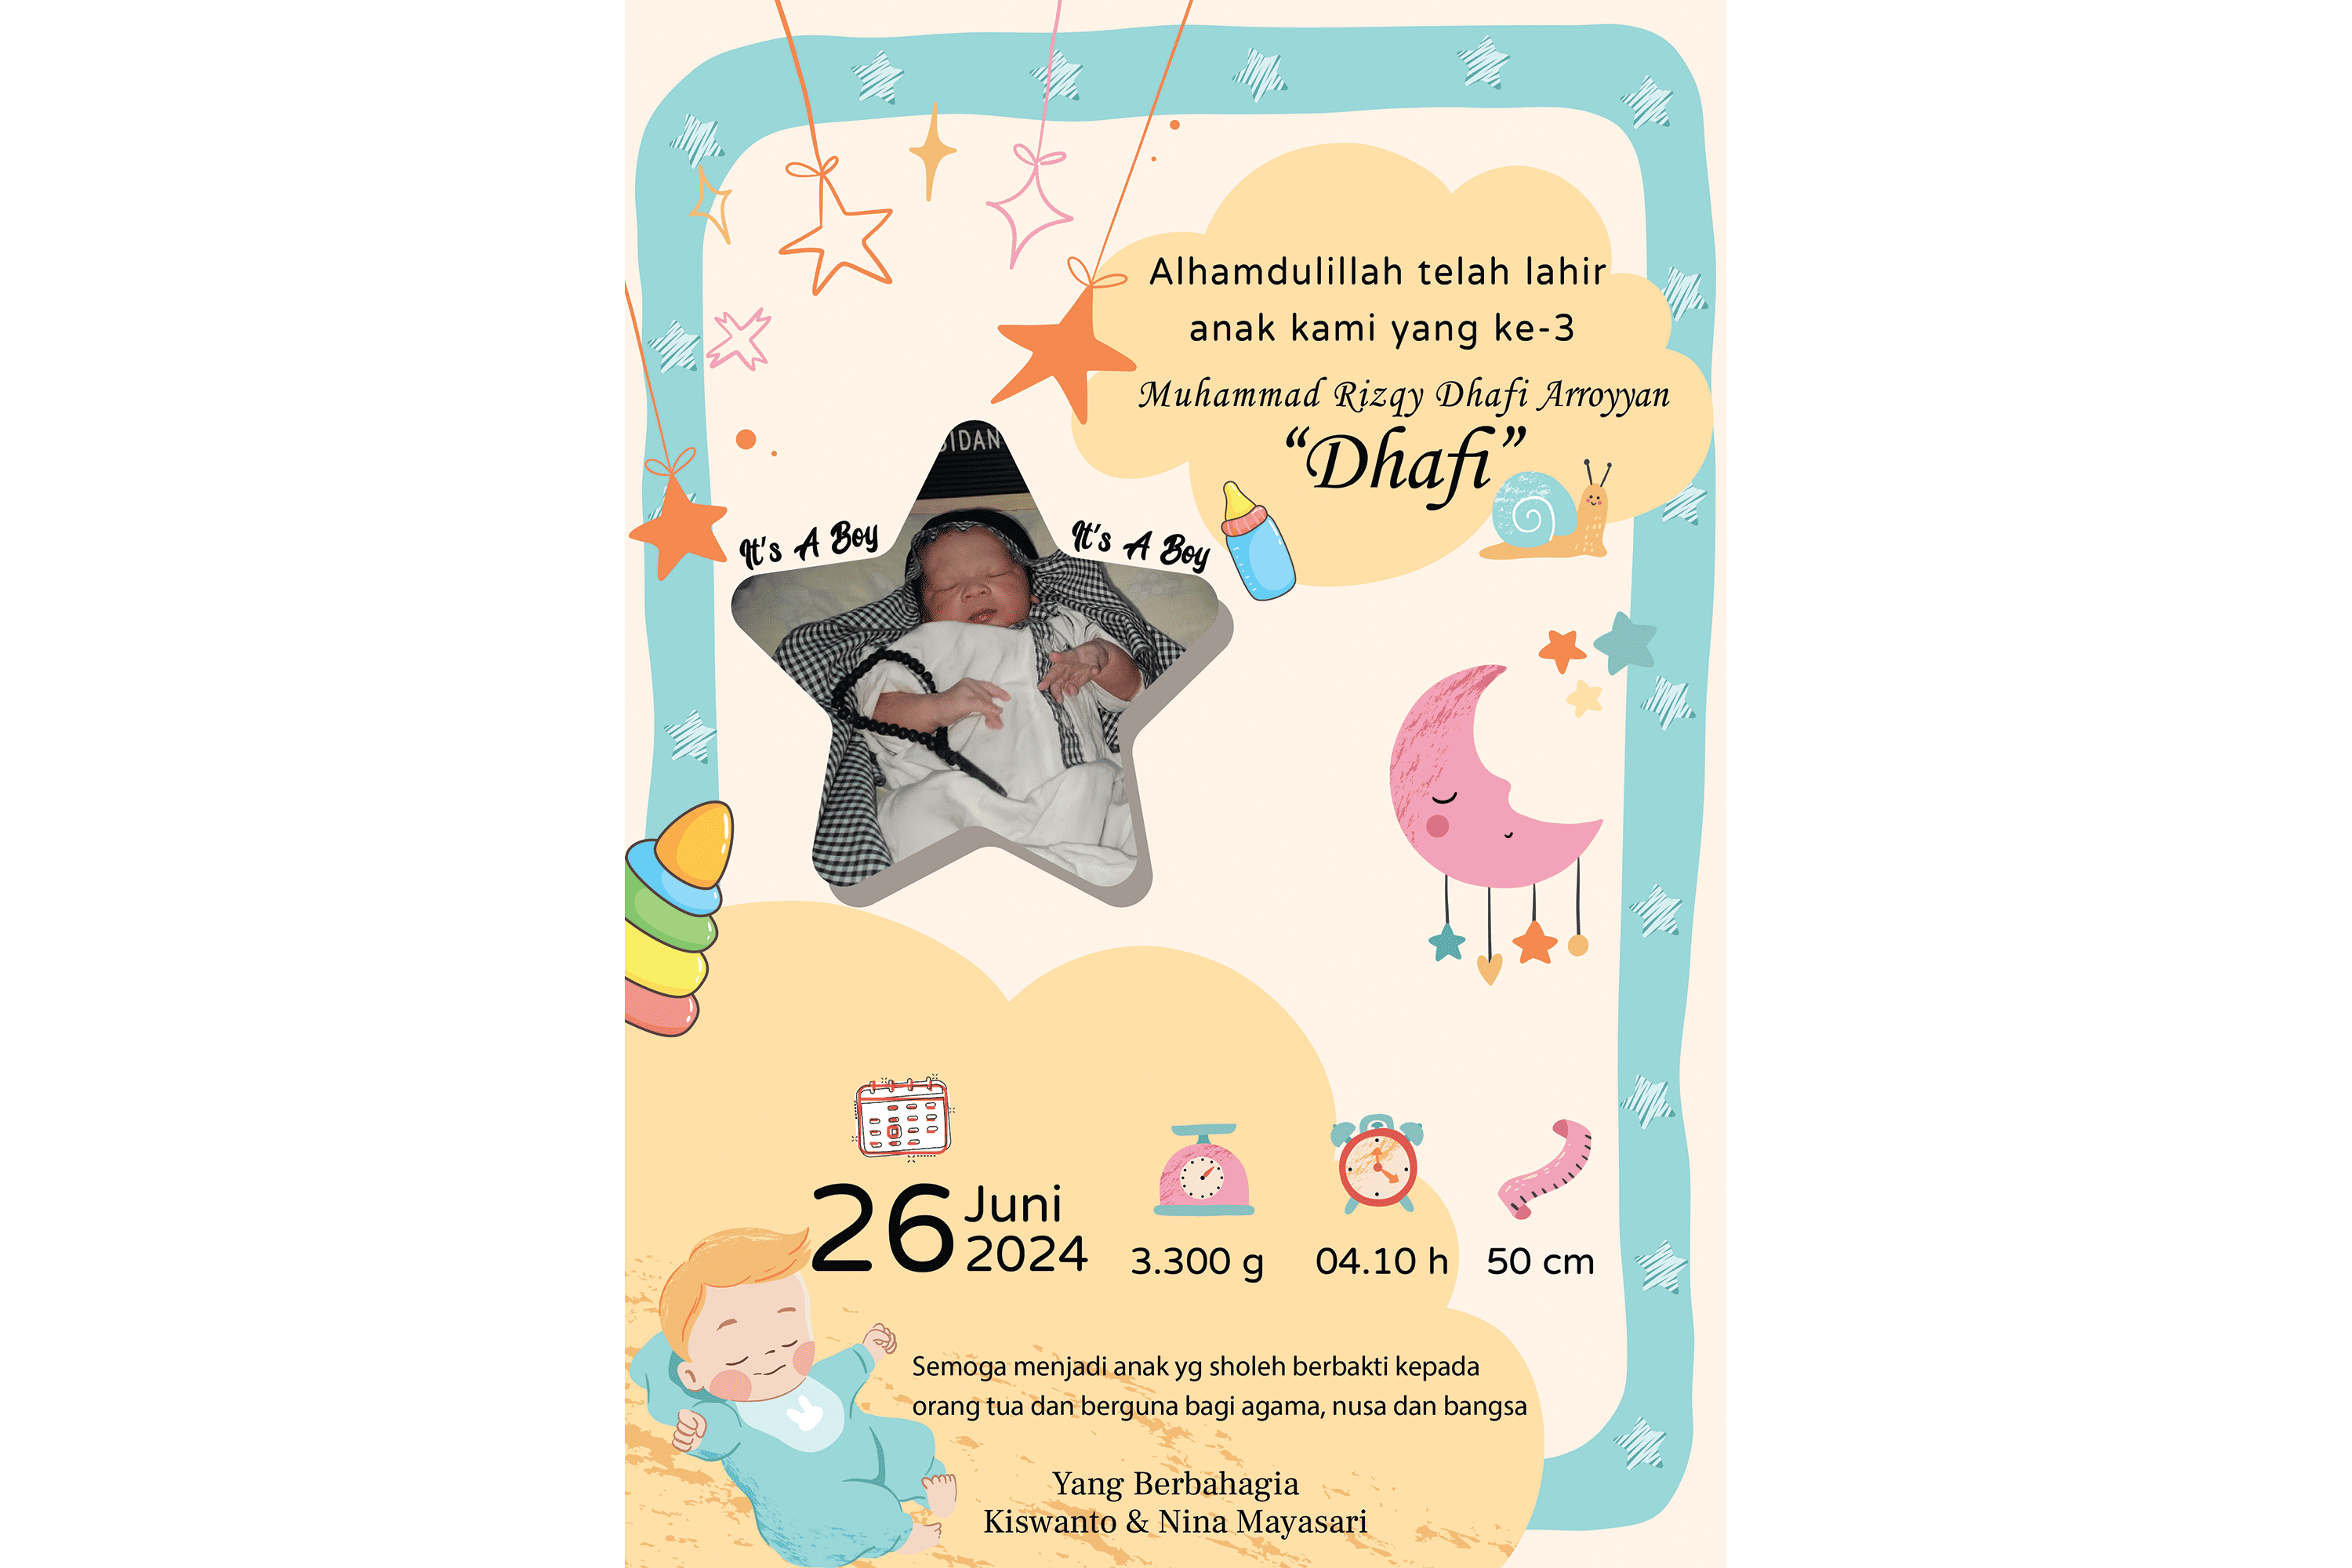 Alhamdulillah telah lahir
anak kami yang ke-3
Muhammad Rizqy Dhafi Arroyyan
“Dhafi”
It's A Boy
It's A Boy
26 Juni
2024
3.300 g
04.10 h
50 cm
Semoga menjadi anak yg sholeh berbakti kepada
orang tua dan berguna bagi agama, nusa dan bangsa
Yang Berbahagia
Kiswanto & Nina Mayasari